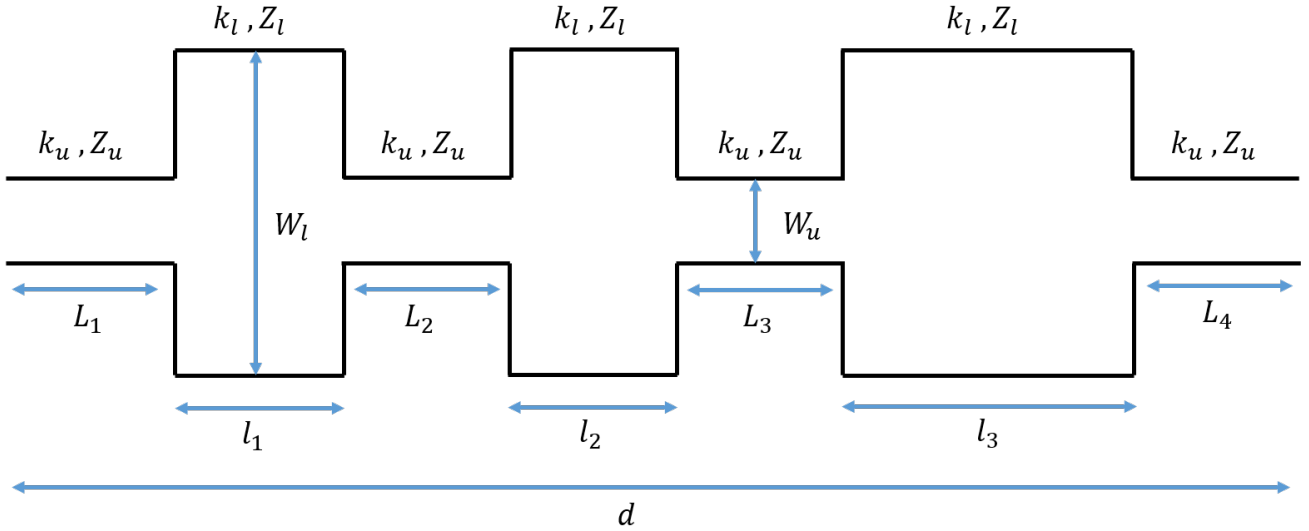 k_l , Z_l k_l , Z_l k_l , Z_l
k_u , Z_u k_u , Z_u k_u , Z_u k_u , Z_u
W_l W_u
L_1 L_2 L_3 L_4
l_1 l_2 l_3
d